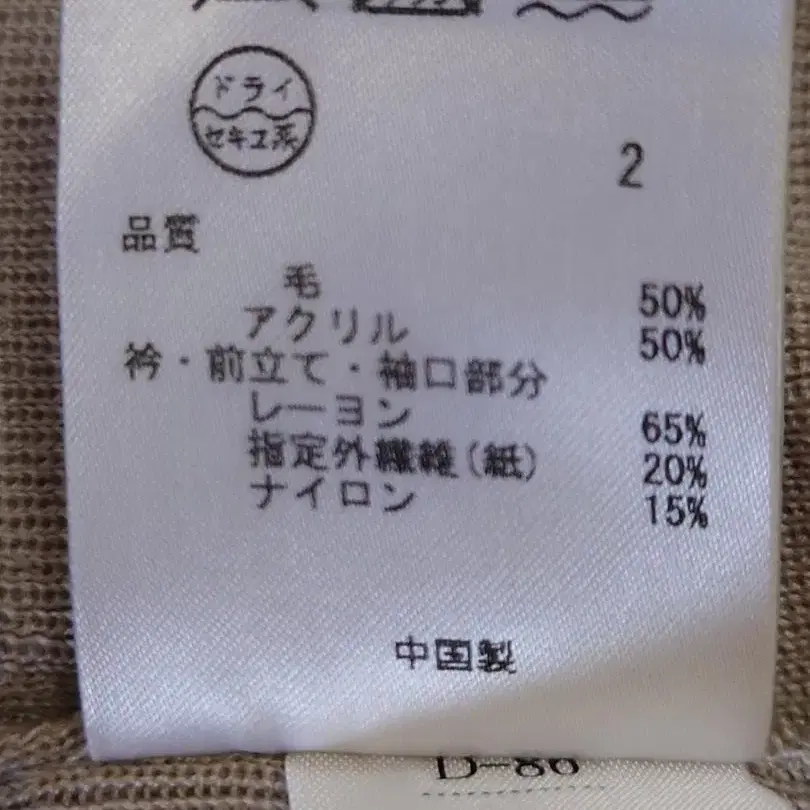 ドライ
セキユ系
2
品質
毛 50%
アクリル 50%
衿・前立て・袖口部分
レーヨン 65%
指定外繊維(紙) 20%
ナイロン 15%
中国製
D-86